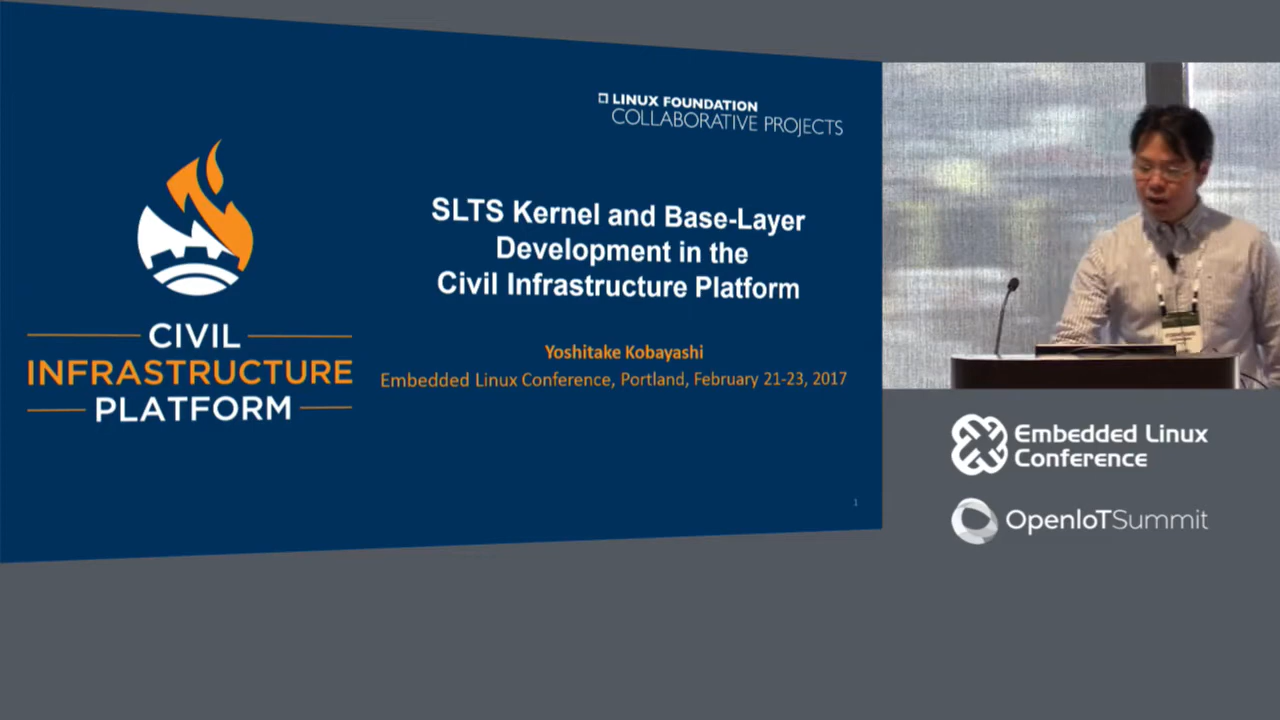 LINUX FOUNDATION
COLLABORATIVE PROJECTS
SLTS Kernel and Base-Layer
Development in the
Civil Infrastructure Platform
Yoshitake Kobayashi
Embedded Linux Conference, Portland, February 21-23, 2017
CIVIL
INFRASTRUCTURE
PLATFORM
1
Embedded Linux
Conference
OpenIoTSummit